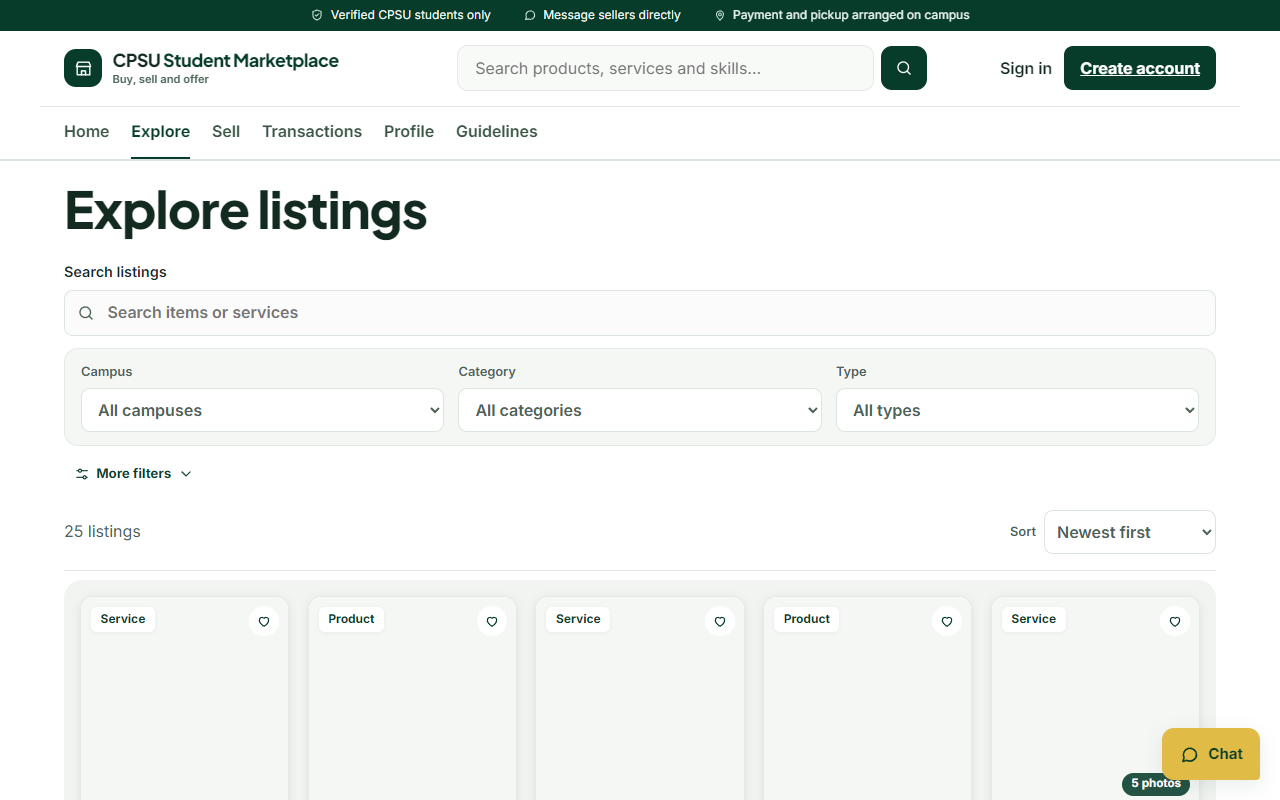 Verified CPSU students only
Message sellers directly
Payment and pickup arranged on campus
CPSU Student Marketplace
Buy, sell and offer
Search products, services and skills...
Sign in
Create account
Home
Explore
Sell
Transactions
Profile
Guidelines
Explore listings
Search listings
Search items or services
Campus
Category
Type
All campuses
All categories
All types
More filters
25 listings
Sort
Newest first
Service
Product
Service
Product
Service
5 photos
Chat